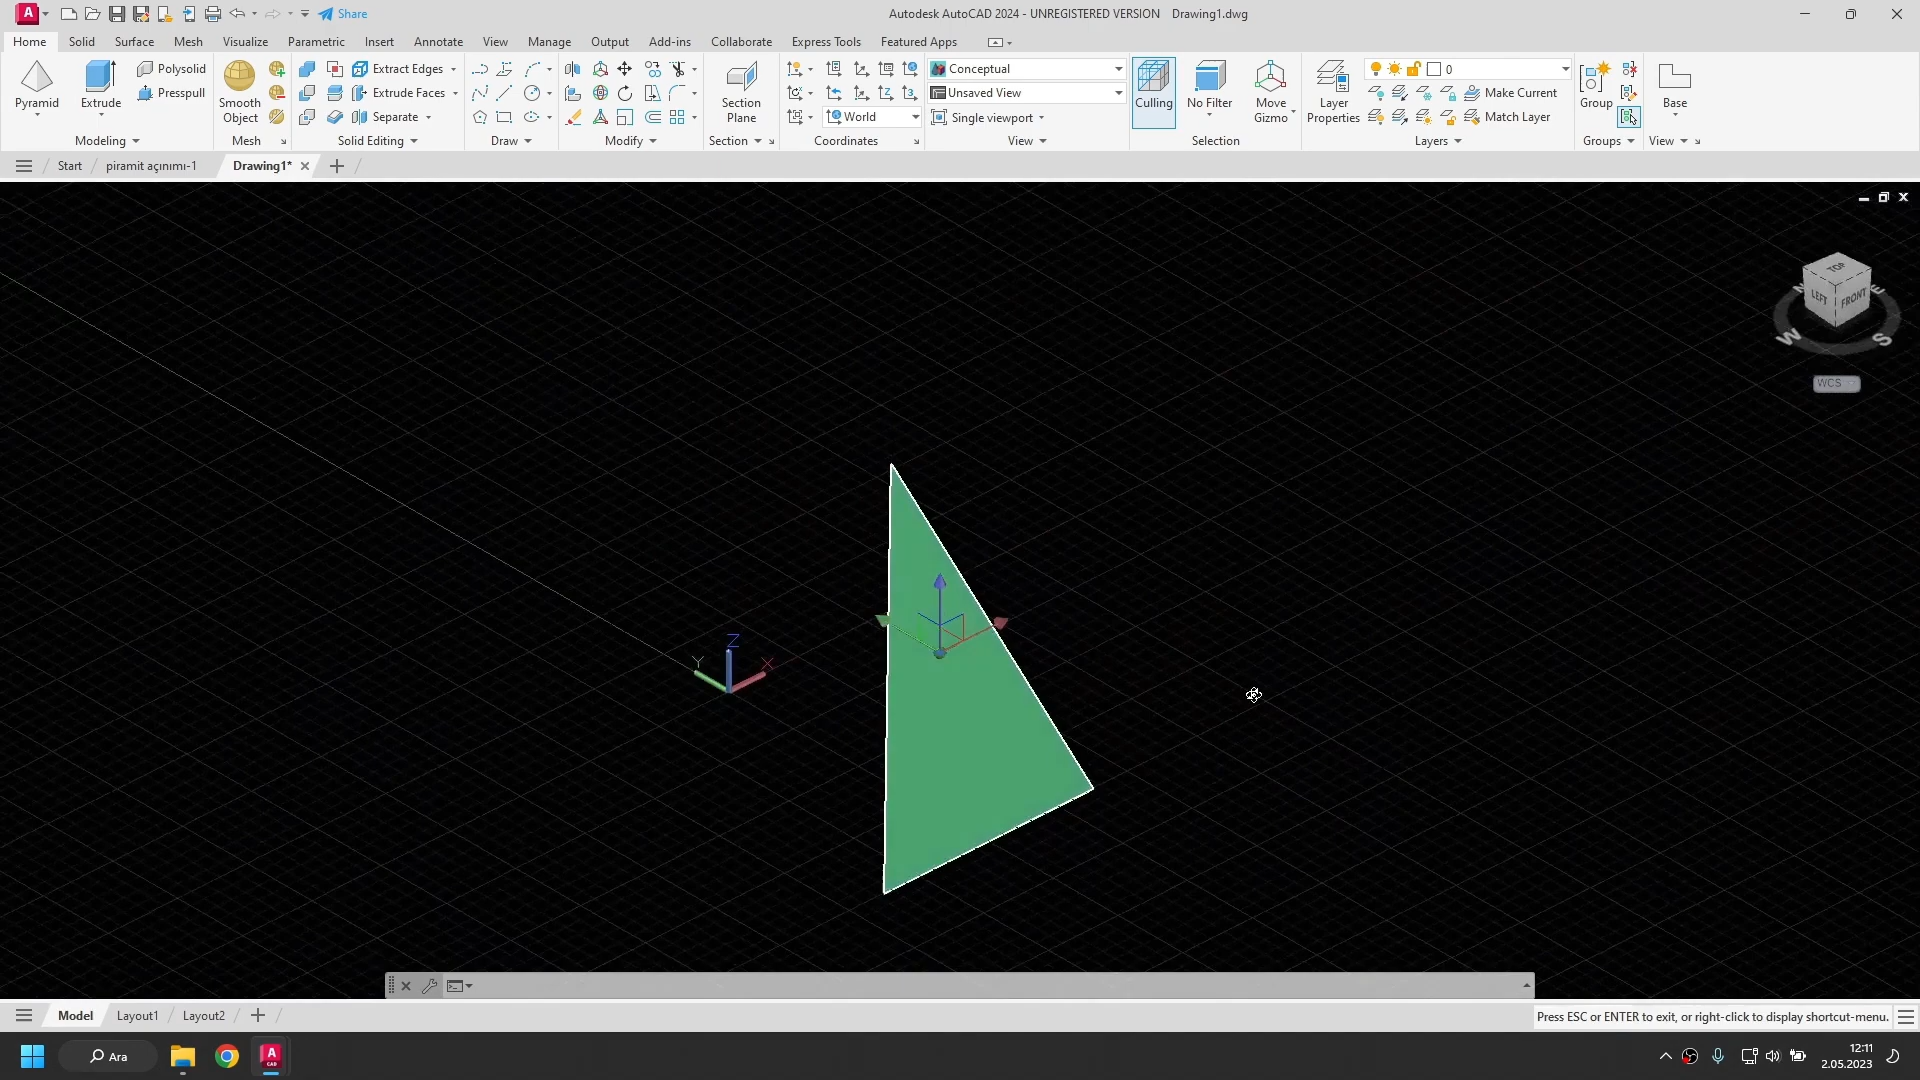 A Share Autodesk AutoCAD 2024 - UNREGISTERED VERSION Drawing1.dwg
Home Solid Surface Mesh Visualize Parametric Insert Annotate View Manage Output Add-ins Collaborate Express Tools Featured Apps
Polysolid Extract Edges Conceptual 0
Presspull Extrude Faces Unsaved View Make Current
Pyramid Extrude Smooth Object Separate Section Plane World Single viewport Culling No Filter Move Gizmo Layer Properties Match Layer Group Base
Modeling Mesh Solid Editing Draw Modify Section Coordinates View Selection Layers Groups View
Start piramit açınımı-1 Drawing1*
TOP
LEFT FRONT
N E
W S
WCS
Z
Y X
Model Layout1 Layout2 Press ESC or ENTER to exit, or right-click to display shortcut-menu.
Ara A CAD 12:11
2.05.2023